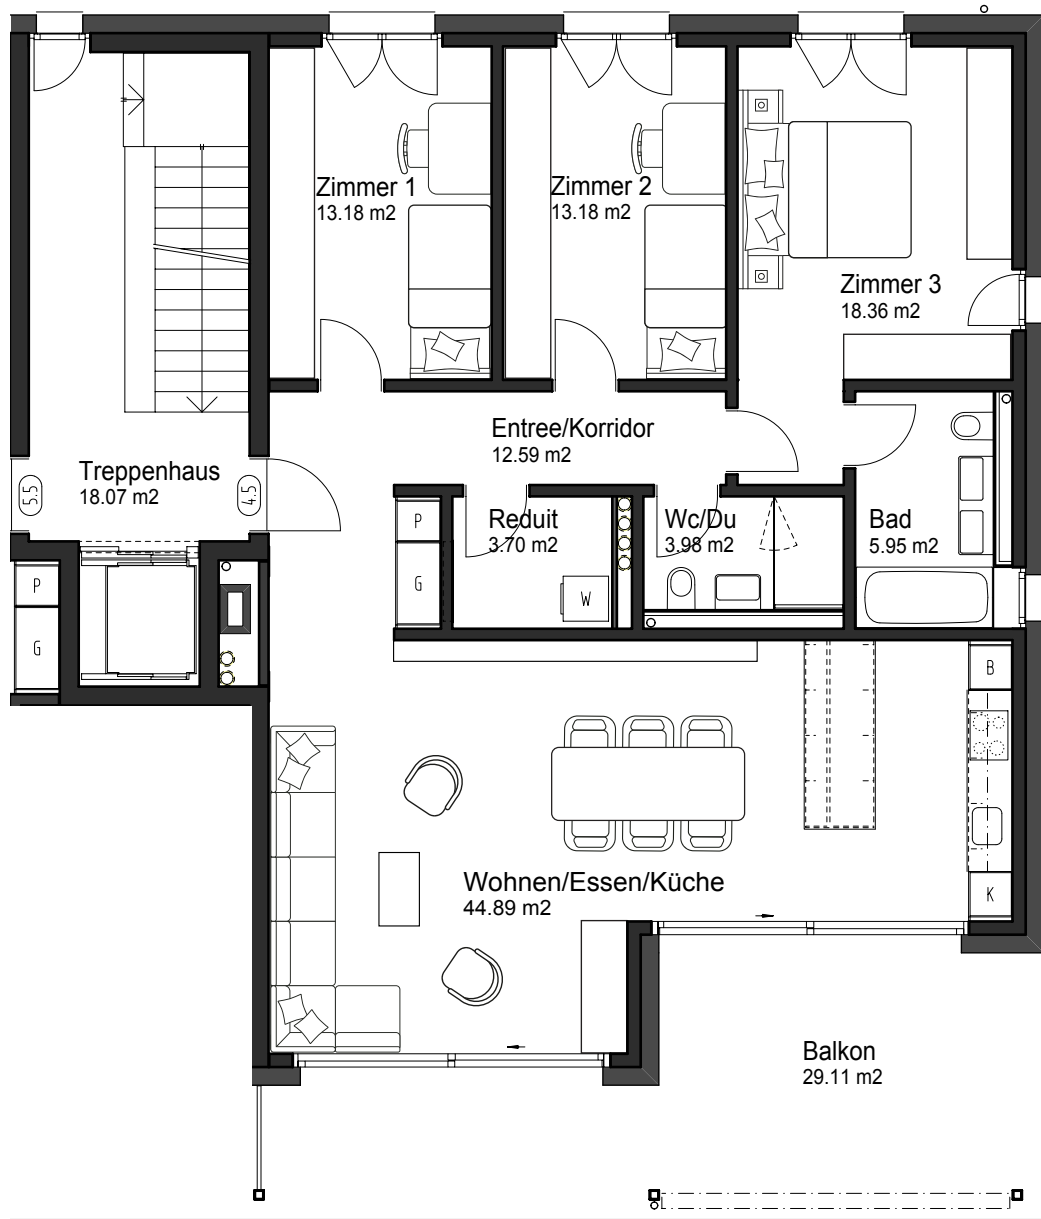 Zimmer 1
13.18 m2
Zimmer 2
13.18 m2
Zimmer 3
18.36 m2
Entree/Korridor
12.59 m2
Treppenhaus
18.07 m2
5.5
4.5
P
G
P
G
Reduit
3.70 m2
W
Wc/Du
3.98 m2
Bad
5.95 m2
B
K
Wohnen/Essen/Küche
44.89 m2
Balkon
29.11 m2